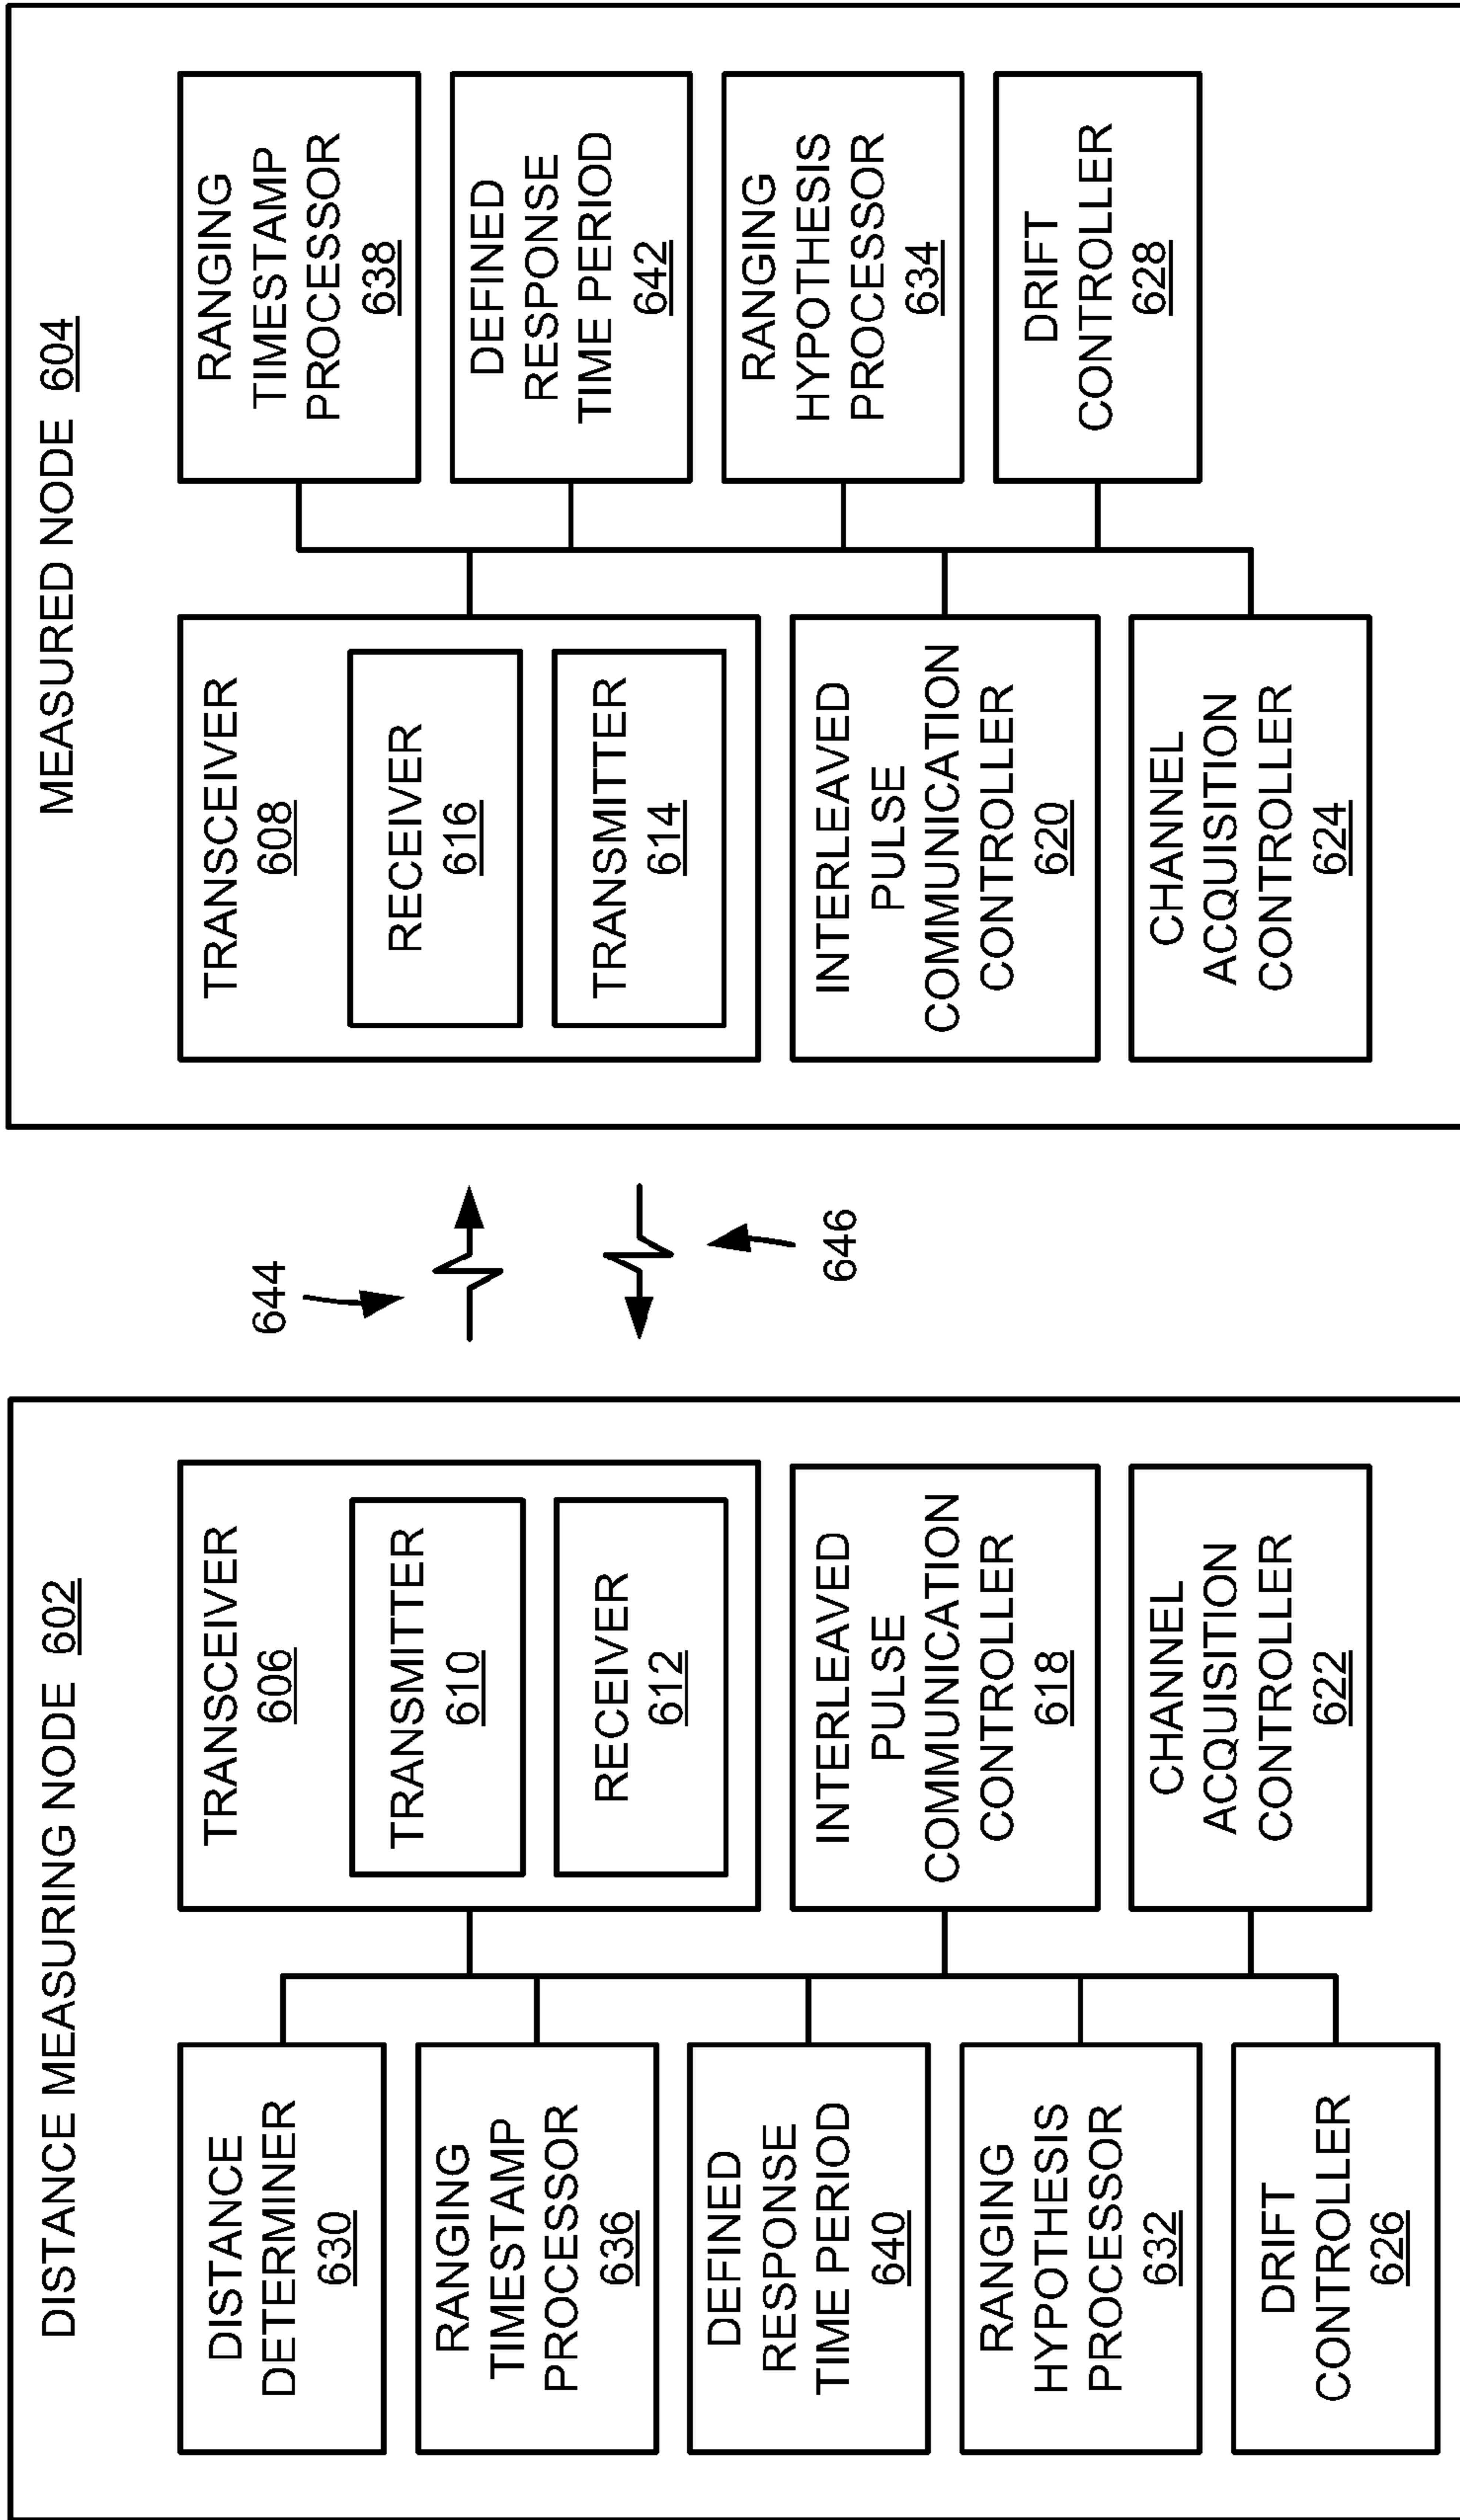 DISTANCE MEASURING NODE 602
DISTANCE
DETERMINER
630
RANGING
TIMESTAMP
PROCESSOR
636
DEFINED
RESPONSE
TIME PERIOD
640
RANGING
HYPOTHESIS
PROCESSOR
632
DRIFT
CONTROLLER
626
TRANSCEIVER
606
TRANSMITTER
610
RECEIVER
612
INTERLEAVED
PULSE
COMMUNICATION
CONTROLLER
618
CHANNEL
ACQUISITION
CONTROLLER
622
644
646
MEASURED NODE 604
TRANSCEIVER
608
RECEIVER
616
TRANSMITTER
614
INTERLEAVED
PULSE
COMMUNICATION
CONTROLLER
620
CHANNEL
ACQUISITION
CONTROLLER
624
RANGING
TIMESTAMP
PROCESSOR
638
DEFINED
RESPONSE
TIME PERIOD
642
RANGING
HYPOTHESIS
PROCESSOR
634
DRIFT
CONTROLLER
628